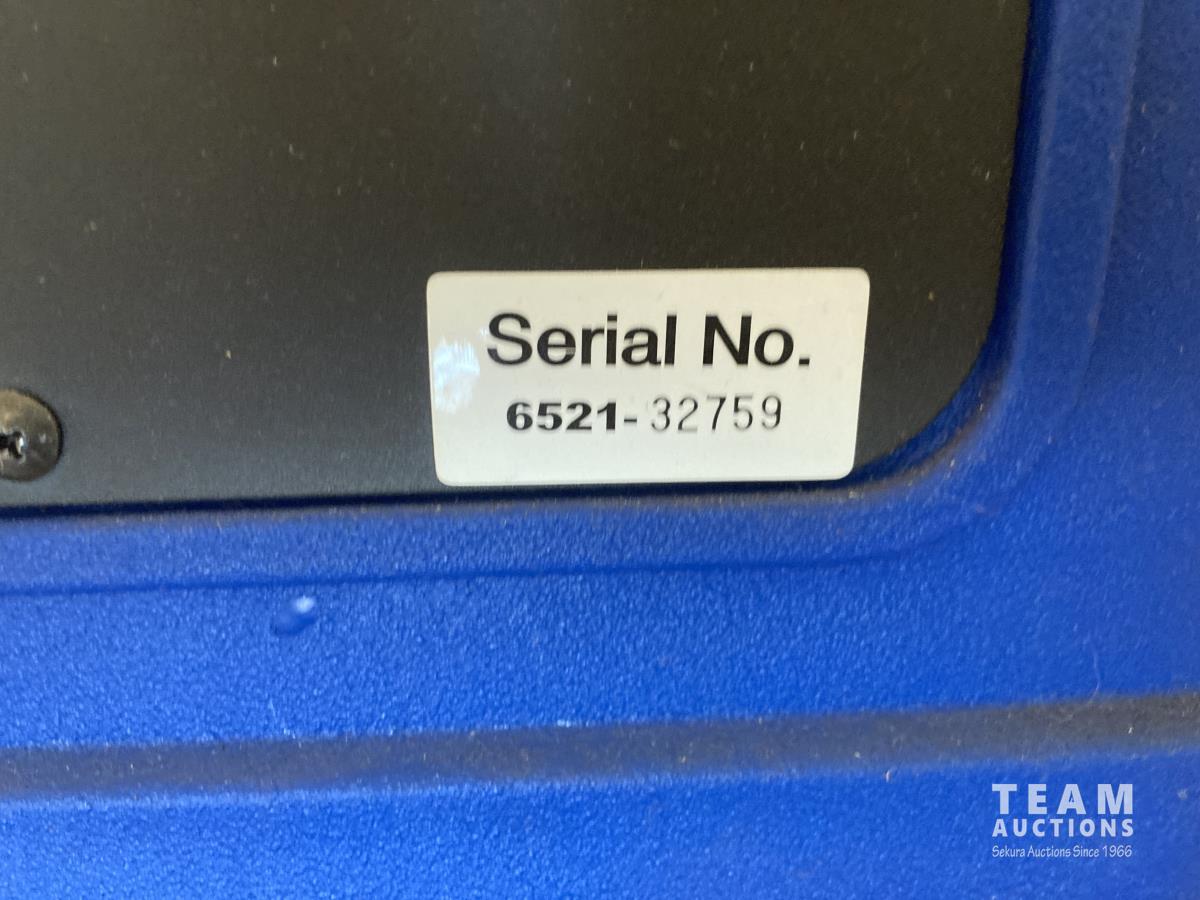 Serial No.
6521-32759
TEAM
AUCTIONS
Sekura Auctions Since 1966